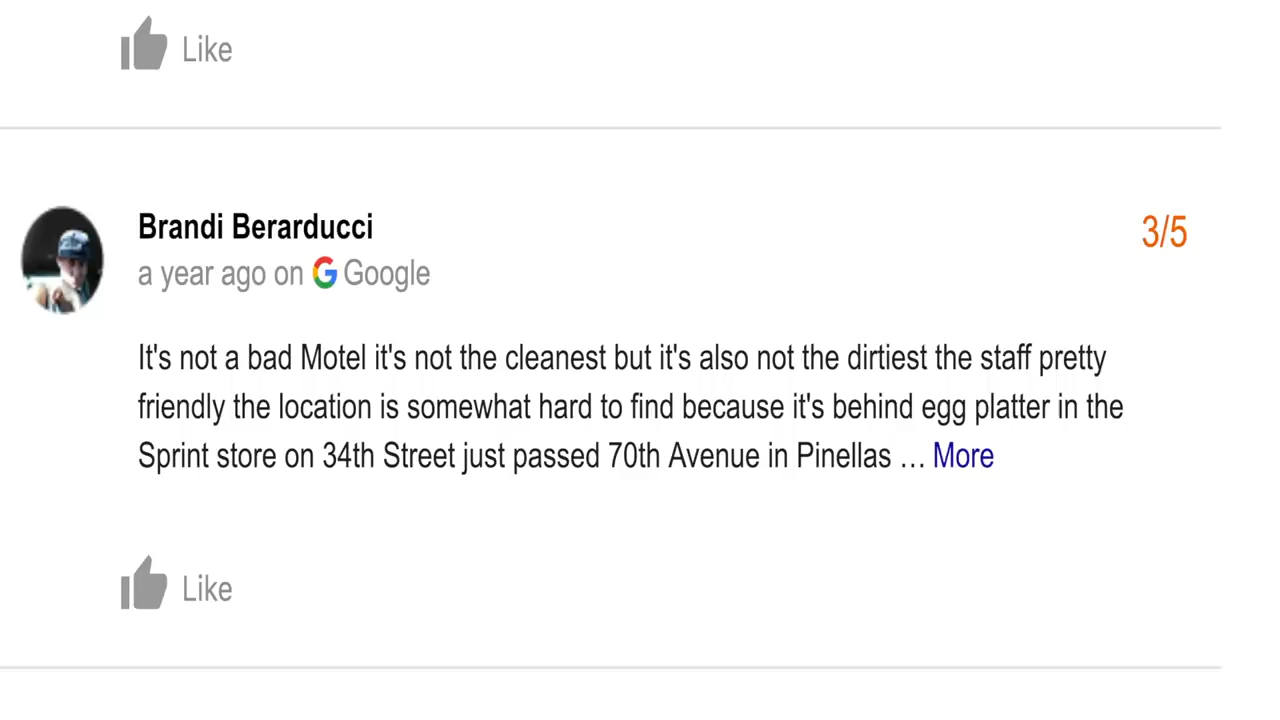 Like
Brandi Berarducci
3/5
a year ago on Google
It's not a bad Motel it's not the cleanest but it's also not the dirtiest the staff pretty
friendly the location is somewhat hard to find because it's behind egg platter in the
Sprint store on 34th Street just passed 70th Avenue in Pinellas ... More
Like